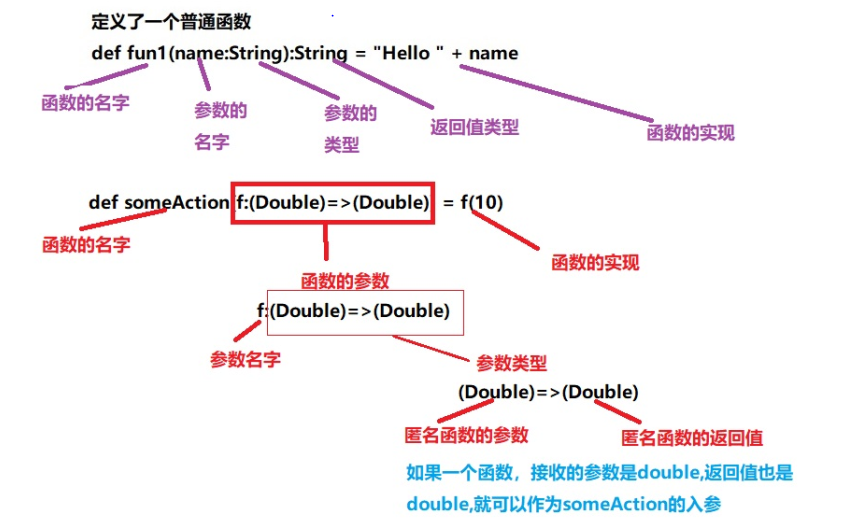 定义了一个普通函数
def fun1(name:String):String = "Hello " + name
函数的名字
参数的
名字
参数的
类型
返回值类型
函数的实现
def someAction(f:(Double)=>(Double)) = f(10)
函数的名字
函数的实现
函数的参数
f:(Double)=>(Double)
参数名字
参数类型
(Double)=>(Double)
匿名函数的参数
匿名函数的返回值
如果一个函数，接收的参数是double,返回值也是
double,就可以作为someAction的入参